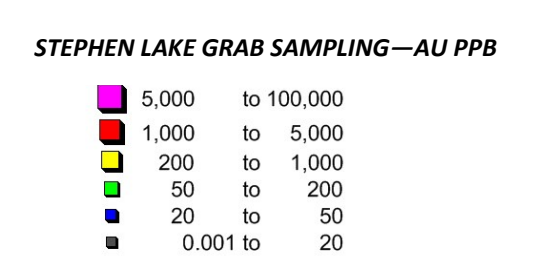 STEPHEN LAKE GRAB SAMPLING—AU PPB
5,000 to 100,000
1,000 to 5,000
200 to 1,000
50 to 200
20 to 50
0.001 to 20